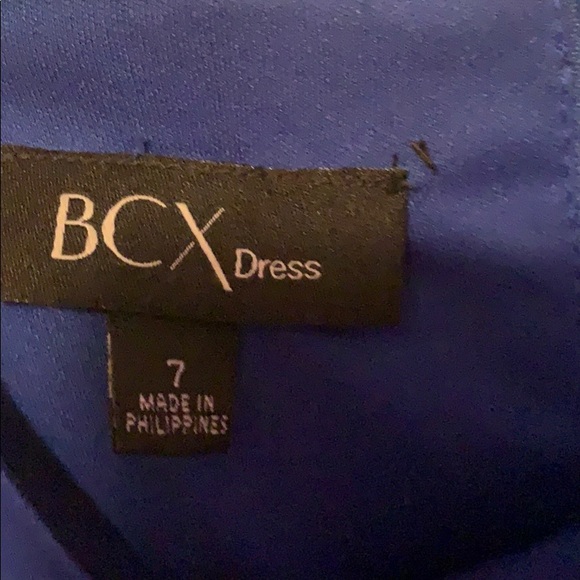 BCX Dress
7
MADE IN
PHILIPPINES